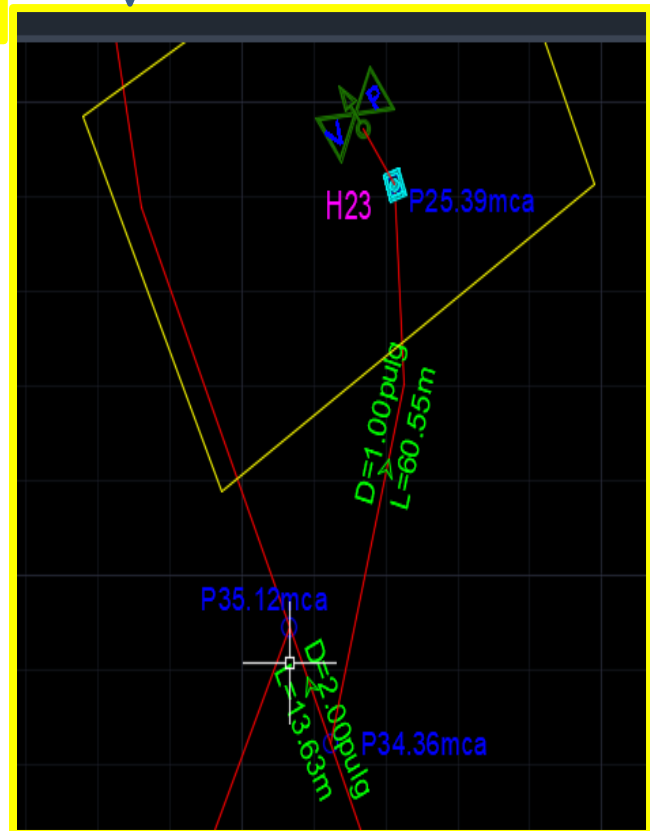 P
V
H23
P25.39mca
D=1.00pulg
L=60.55m
P35.12mca
D=2.00pulg
L=13.63m
P34.36mca